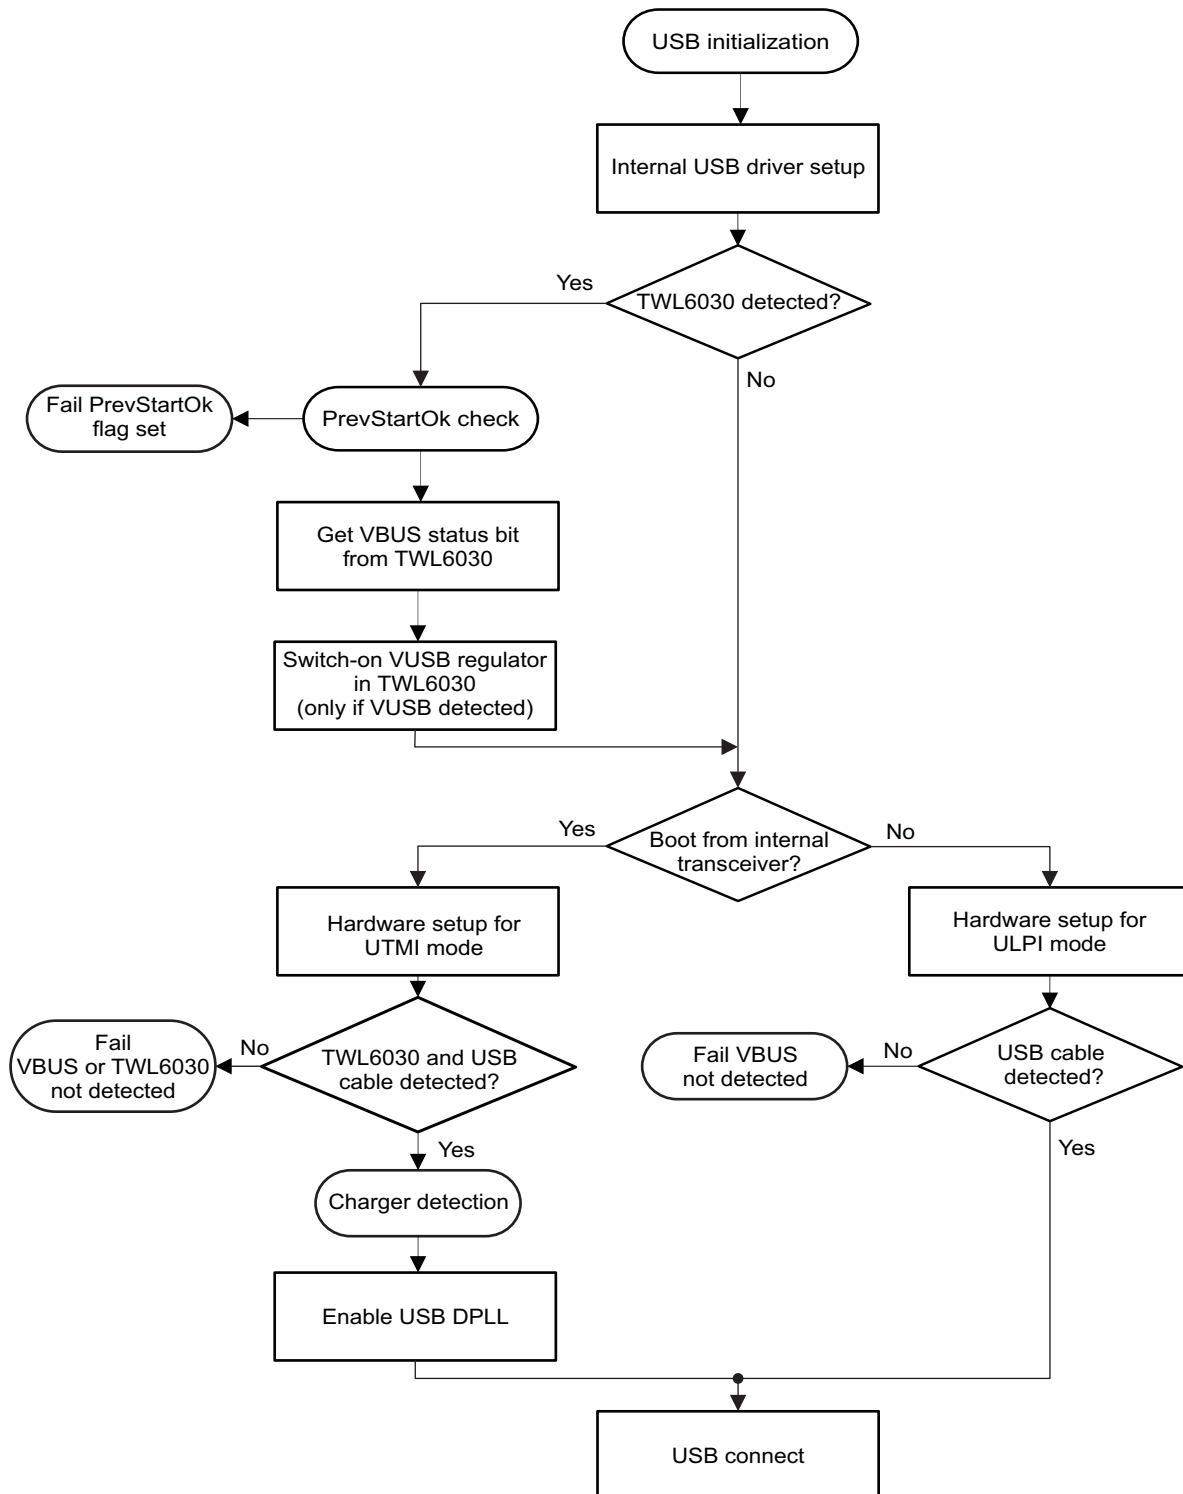 USB initialization
Internal USB driver setup
Yes
TWL6030 detected?
No
Fail PrevStartOk
flag set
PrevStartOk check
Get VBUS status bit
from TWL6030
Switch-on VUSB regulator
in TWL6030
(only if VUSB detected)
Yes
Boot from internal
transceiver?
No
Hardware setup for
UTMI mode
Hardware setup for
ULPI mode
Fail
VBUS or TWL6030
not detected
No
TWL6030 and USB
cable detected?
Yes
Fail VBUS
not detected
No
USB cable
detected?
Yes
Charger detection
Enable USB DPLL
USB connect